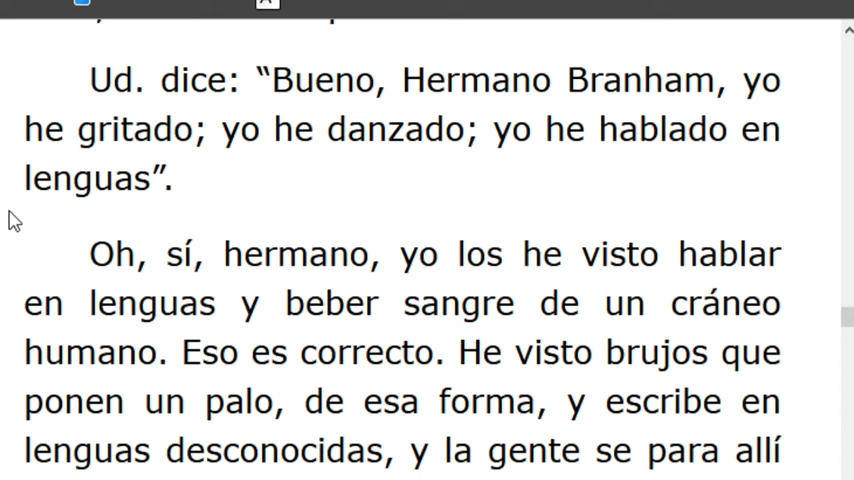 Ud. dice: “Bueno, Hermano Branham, yo
he gritado; yo he danzado; yo he hablado en
lenguas”.
Oh, sí, hermano, yo los he visto hablar
en lenguas y beber sangre de un cráneo
humano. Eso es correcto. He visto brujos que
ponen un palo, de esa forma, y escribe en
lenguas desconocidas, y la gente se para allí